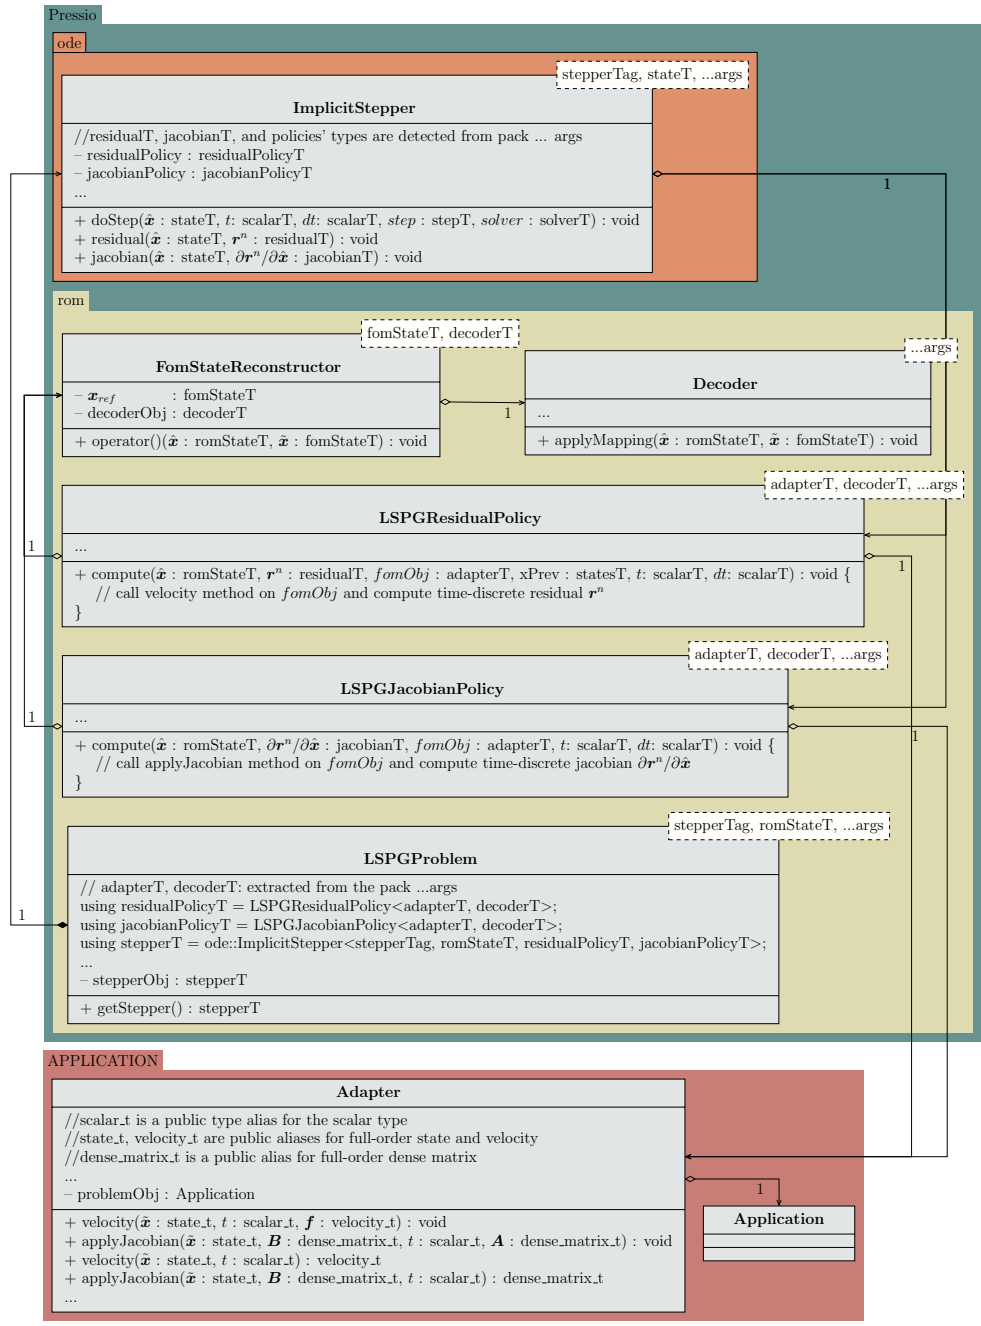 Pressio
ode
stepperTag, stateT, ...args
ImplicitStepper
//residualT, jacobianT, and policies' types are detected from pack ... args
– residualPolicy : residualPolicyT
– jacobianPolicy : jacobianPolicyT
...
1
+ doStep(x̂ : stateT, t: scalarT, dt: scalarT, step : stepT, solver : solverT) : void
+ residual(x̂ : stateT, rⁿ : residualT) : void
+ jacobian(x̂ : stateT, ∂rⁿ/∂x̂ : jacobianT) : void
rom
fomStateT, decoderT
FomStateReconstructor
– x_ref : fomStateT
– decoderObj : decoderT
+ operator()(x̂ : romStateT, x̃ : fomStateT) : void
1
...args
Decoder
...
+ applyMapping(x̂ : romStateT, x̃ : fomStateT) : void
adapterT, decoderT, ...args
LSPGResidualPolicy
1
...
1
+ compute(x̂ : romStateT, rⁿ : residualT, fomObj : adapterT, xPrev : statesT, t: scalarT, dt: scalarT) : void {
// call velocity method on fomObj and compute time-discrete residual rⁿ
}
adapterT, decoderT, ...args
LSPGJacobianPolicy
1
...
1
+ compute(x̂ : romStateT, ∂rⁿ/∂x̂ : jacobianT, fomObj : adapterT, t: scalarT, dt: scalarT) : void {
// call applyJacobian method on fomObj and compute time-discrete jacobian ∂rⁿ/∂x̂
}
stepperTag, romStateT, ...args
LSPGProblem
// adapterT, decoderT: extracted from the pack ...args
using residualPolicyT = LSPGResidualPolicy<adapterT, decoderT>;
using jacobianPolicyT = LSPGJacobianPolicy<adapterT, decoderT>;
using stepperT = ode::ImplicitStepper<stepperTag, romStateT, residualPolicyT, jacobianPolicyT>;
...
– stepperObj : stepperT
1
+ getStepper() : stepperT
APPLICATION
Adapter
//scalar_t is a public type alias for the scalar type
//state_t, velocity_t are public aliases for full-order state and velocity
//dense_matrix_t is a public alias for full-order dense matrix
...
– problemObj : Application
1
+ velocity(x̃ : state_t, t : scalar_t, f : velocity_t) : void
+ applyJacobian(x̃ : state_t, B : dense_matrix_t, t : scalar_t, A : dense_matrix_t) : void
+ velocity(x̃ : state_t, t : scalar_t) : velocity_t
+ applyJacobian(x̃ : state_t, B : dense_matrix_t, t : scalar_t) : dense_matrix_t
...
Application